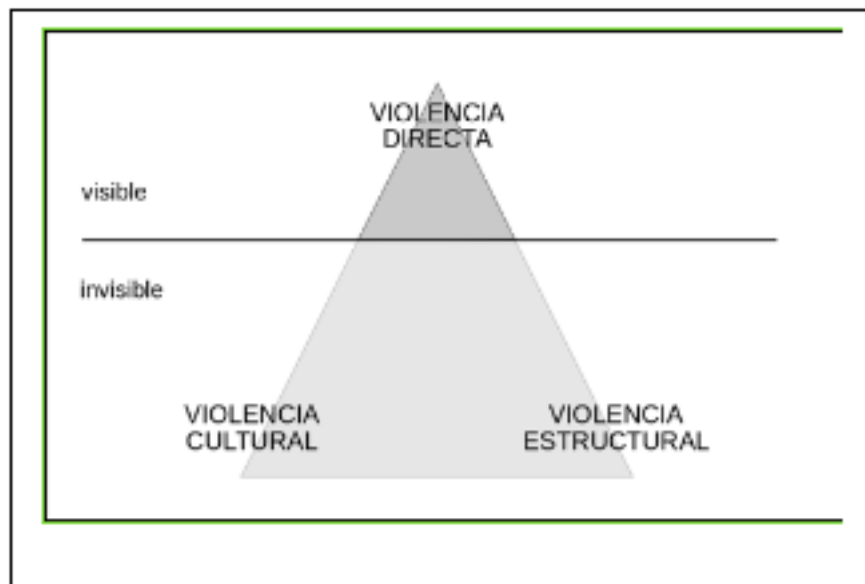 VIOLENCIA
DIRECTA
visible
invisible
VIOLENCIA
CULTURAL
VIOLENCIA
ESTRUCTURAL